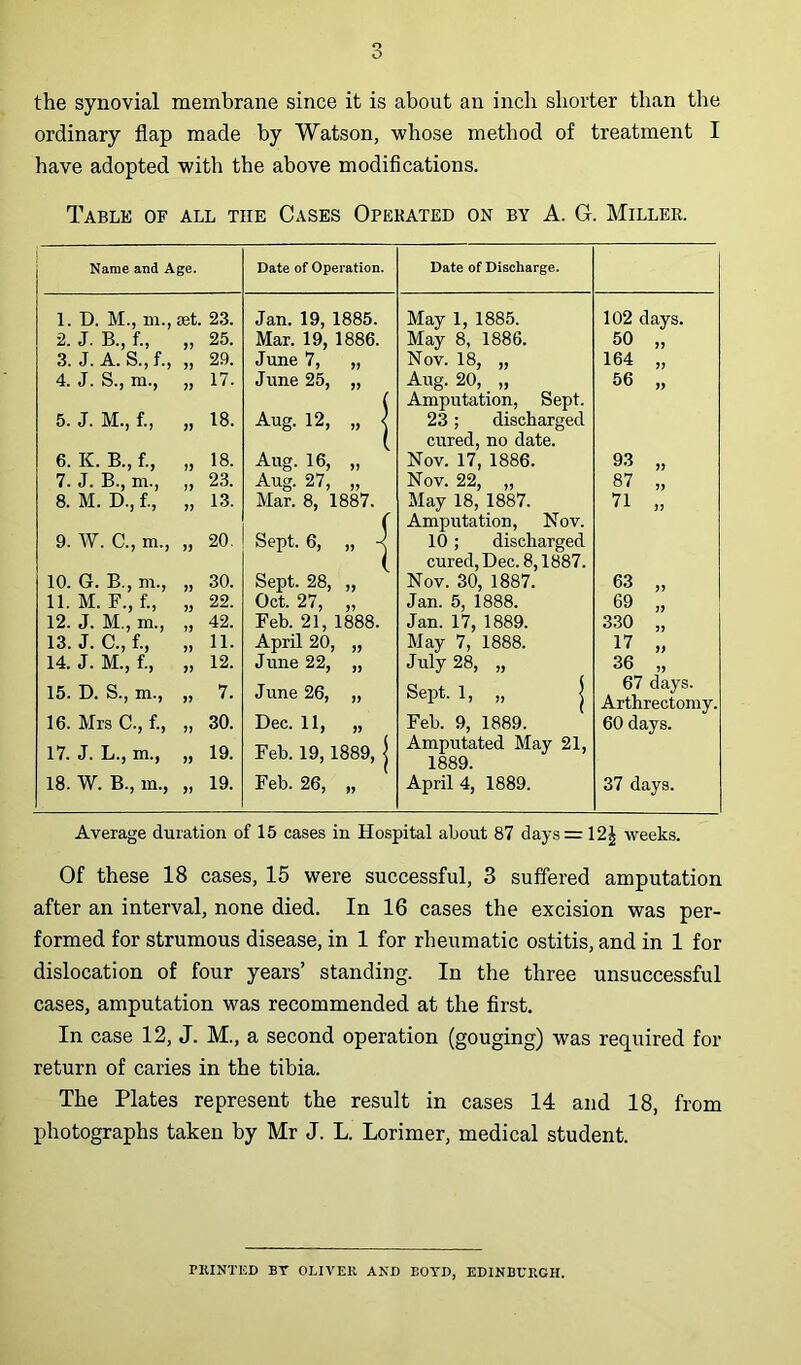 3
the synovial membrane since it is about an inch shorter than the
ordinary flap made by Watson, whose method of treatment I
have adopted with the above modifications.
Table of all the Cases Operated on by A. G. Miller.
Name and Age. Date of Operation. Date of Discharge.
1. D. M., m., æt. 23. Jan. 19, 1885. May 1, 1885. 102 days.
2. J. B., f., „ 25. Mar. 19, 1886. May 8, 1886. 50 „
3. J. A. S., f., „ 29. June 7, „ Nov. 18, „ 164 „
4. J. S., m., „ 17. June 25, „ Aug. 20, „ 56 „
5. J. M., f., „ 18. Aug. 12, „ { Amputation, Sept.
23 ; discharged
cured, no date.
6. K. B., f., „ 18. Aug. 16, „ Nov. 17, 1886. 93 „
7. J. B., m., „ 23. Aug. 27, „ Nov. 22, „ 87 „
8. M. D., f., „ 13. Mar. 8, 1887. May 18, 1887. 71 „
9. W. C., m., „ 20. Sept. 6, „ { Amputation, Nov.
10 ; discharged
cured, Dec. 8, 1887.
10. G. B., m., „ 30. Sept. 28, „ Nov. 30, 1887. 63 „
11. M. F., f., „ 22. Oct. 27, „ Jan. 5, 1888. 69 „
12. J. M., m., „ 42. Feb. 21, 1888. Jan. 17, 1889. 330 „
13. J. C., f., „ 11. April 20, „ May 7, 1888. 17 „
14. J. M., f., „ 12. June 22, „ July 28, „ 36 „
15. D. S., m., „ 7. June 26, „ Sept. 1, „ { 67 days.
Arthrectomy.
16. Mrs C., f., „ 30. Dec. 11, „ Feb. 9, 1889. 60 days.
17. J. L., m., „ 19. Feb. 19, 1889, { Amputated May 21,
1889.
18. W. B., m., „ 19. Feb. 26, „ April 4, 1889. 37 days.
Average duration of 15 cases in Hospital about 87 days = 12½ weeks.
Of these 18 cases, 15 were successful, 3 suffered amputation
after an interval, none died. In 16 cases the excision was per-
formed for strumous disease, in 1 for rheumatic ostitis, and in 1 for
dislocation of four years' standing. In the three unsuccessful
cases, amputation was recommended at the first.
In case 12, J. M., a second operation (gouging) was required for
return of caries in the tibia.
The Plates represent the result in cases 14 and 18, from
photographs taken by Mr J. L. Lorimer, medical student.
PRINTED BY OLIVER AND BOYD, EDINBURGH.